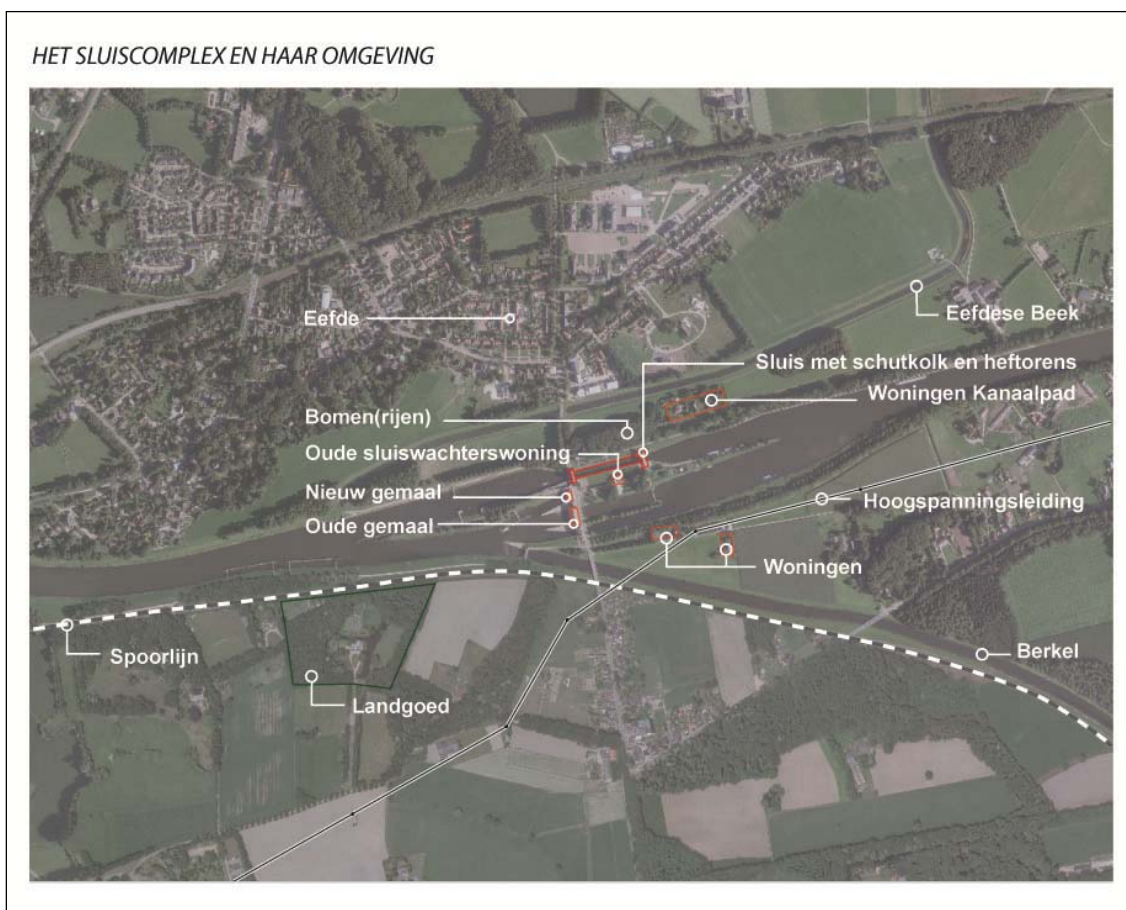 HET SLUISCOMPLEX EN HAAR OMGEVING
Eefde
Eefdese Beek
Sluis met schutkolk en heftorens
Woningen Kanaalpad
Bomen(rijen)
Oude sluiswachterswoning
Nieuw gemaal
Hoogspanningsleiding
Oude gemaal
Woningen
Spoorlijn
Berkel
Landgoed